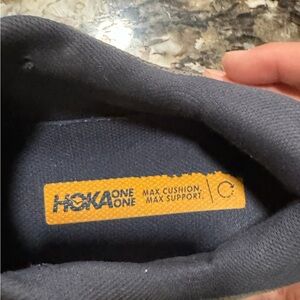 HOKA ONE ONE
MAX CUSHION,
MAX SUPPORT.